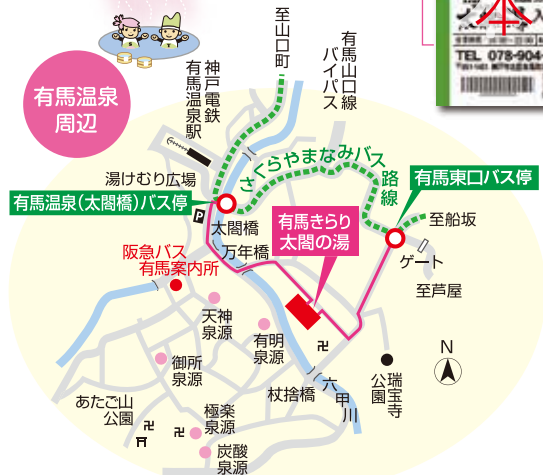 TEL 078-904-
有馬温泉
周辺
至山口町
有馬山口線
バイパス
神戸電鉄
有馬温泉駅
湯けむり広場
さくらやまなみバス
路線
有馬東口バス停
有馬温泉(太閤橋)バス停
P
太閤橋
有馬きらり
太閤の湯
至船坂
ゲート
至芦屋
万年橋
阪急バス
有馬案内所
天神
泉源
有明
泉源
御所
泉源
N
瑞宝寺
公園
杖捨橋
六甲川
あたご山
公園
極楽
泉源
炭酸
泉源